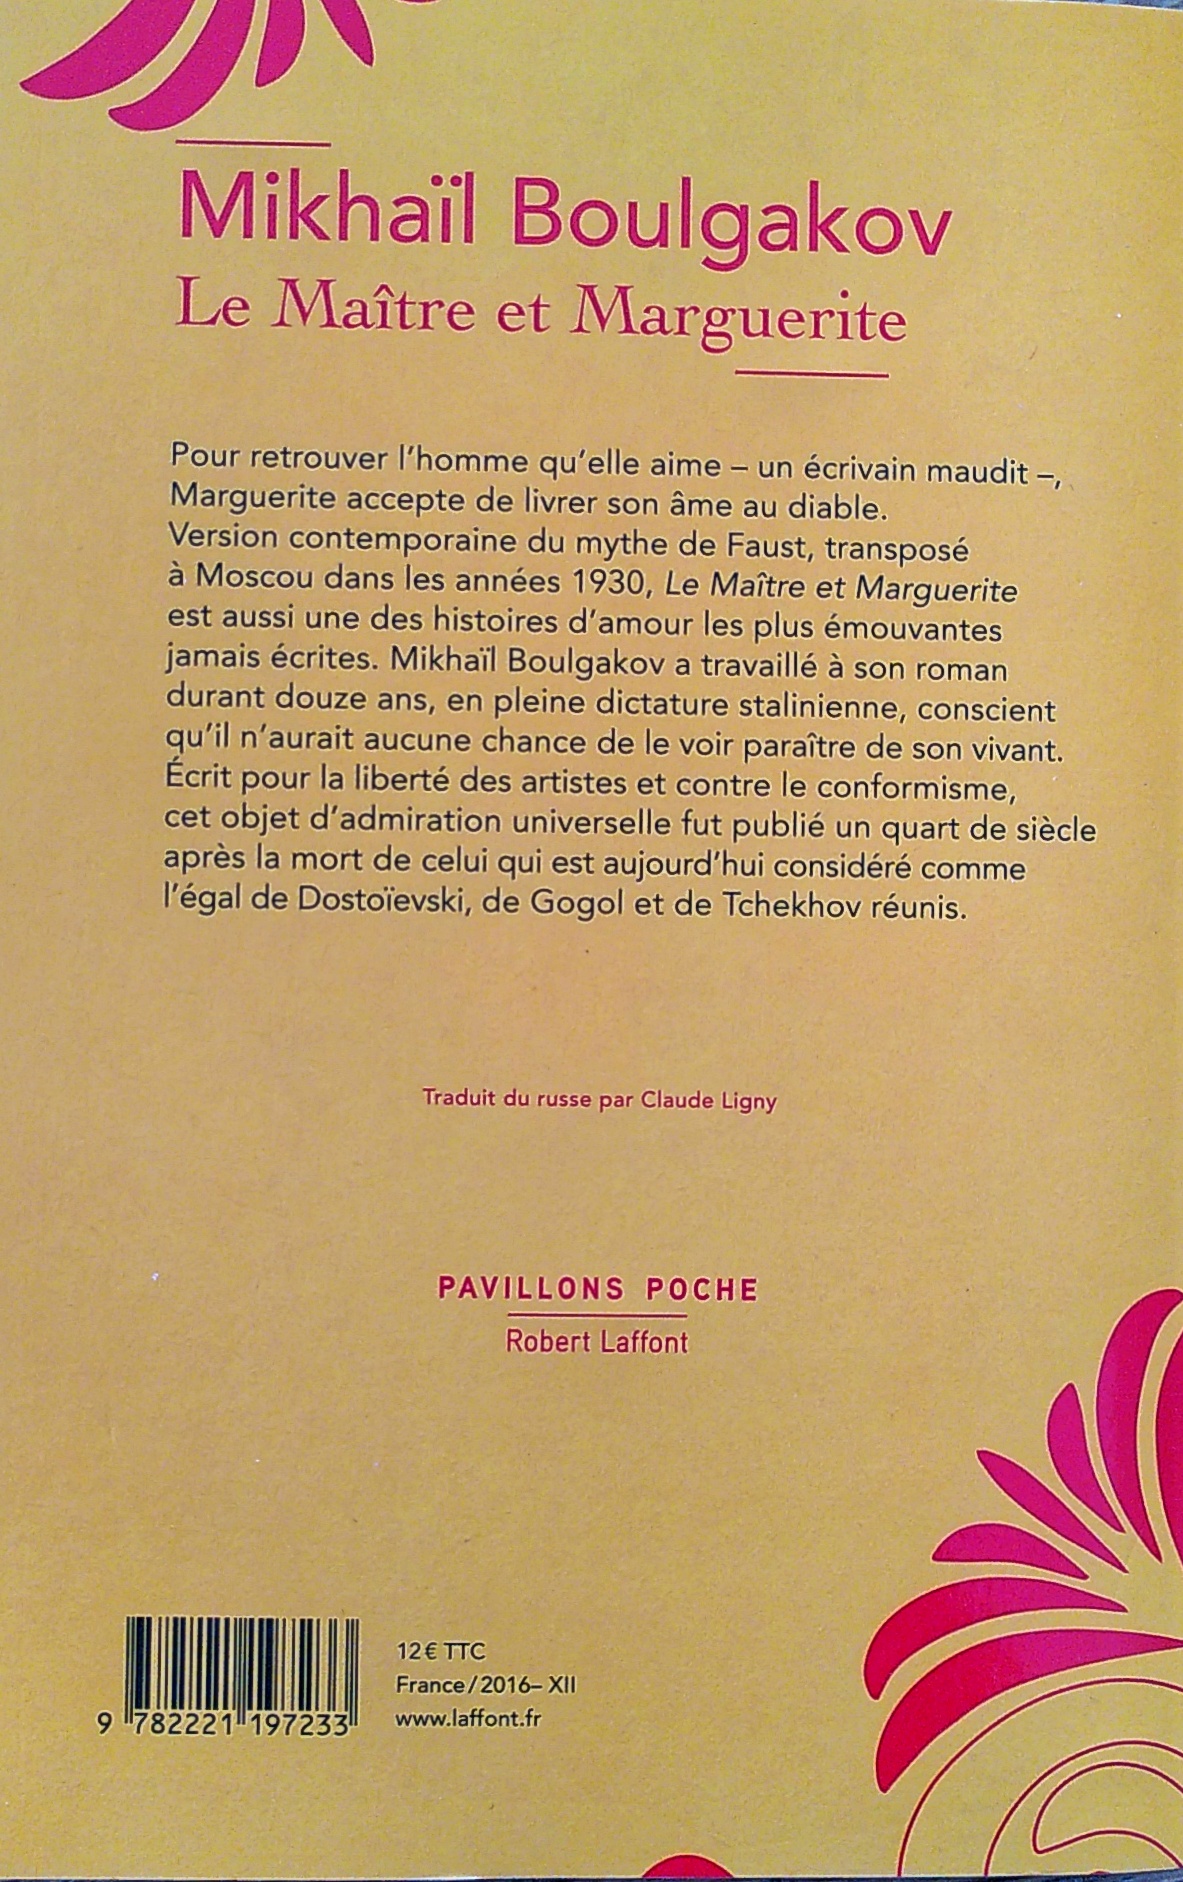 Mikhaïl Boulgakov
Le Maître et Marguerite
Pour retrouver l'homme qu'elle aime – un écrivain maudit –,
Marguerite accepte de livrer son âme au diable.
Version contemporaine du mythe de Faust, transposé
à Moscou dans les années 1930, Le Maître et Marguerite
est aussi une des histoires d'amour les plus émouvantes
jamais écrites. Mikhaïl Boulgakov a travaillé à son roman
durant douze ans, en pleine dictature stalinienne, conscient
qu'il n'aurait aucune chance de le voir paraître de son vivant.
Écrit pour la liberté des artistes et contre le conformisme,
cet objet d'admiration universelle fut publié un quart de siècle
après la mort de celui qui est aujourd'hui considéré comme
l'égal de Dostoïevski, de Gogol et de Tchekhov réunis.
Traduit du russe par Claude Ligny
PAVILLONS POCHE
Robert Laffont
9 782221 197233
12 € TTC
France / 2016– XII
www.laffont.fr